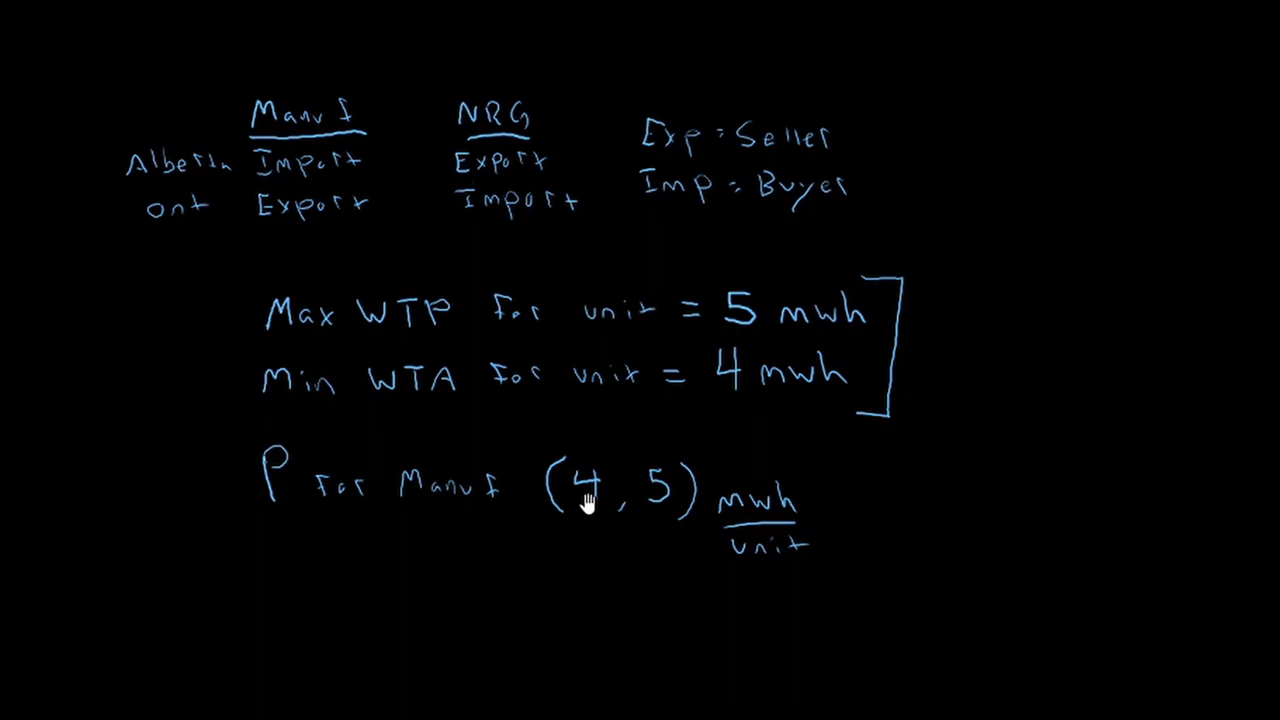 Manuf NRG
Alberta Import Export Exp = Seller
Ont Export Import Imp = Buyer
Max WTP for unit = 5 mwh
Min WTA for unit = 4 mwh
P for Manuf (4, 5) mwh
unit